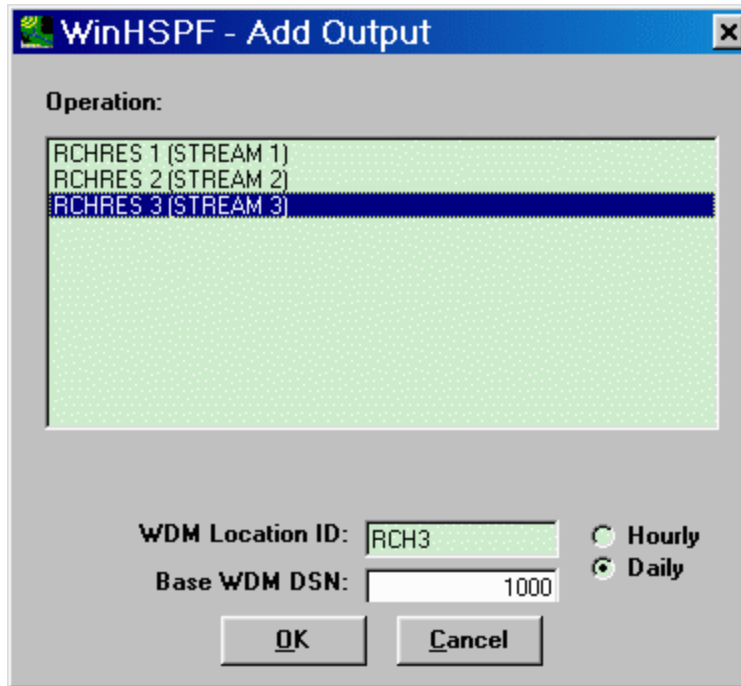 WinHSPF - Add Output
Operation:
RCHRES 1 (STREAM 1)
RCHRES 2 (STREAM 2)
RCHRES 3 (STREAM 3)
WDM Location ID: RCH3 Hourly
Base WDM DSN: 1000 Daily
OK Cancel